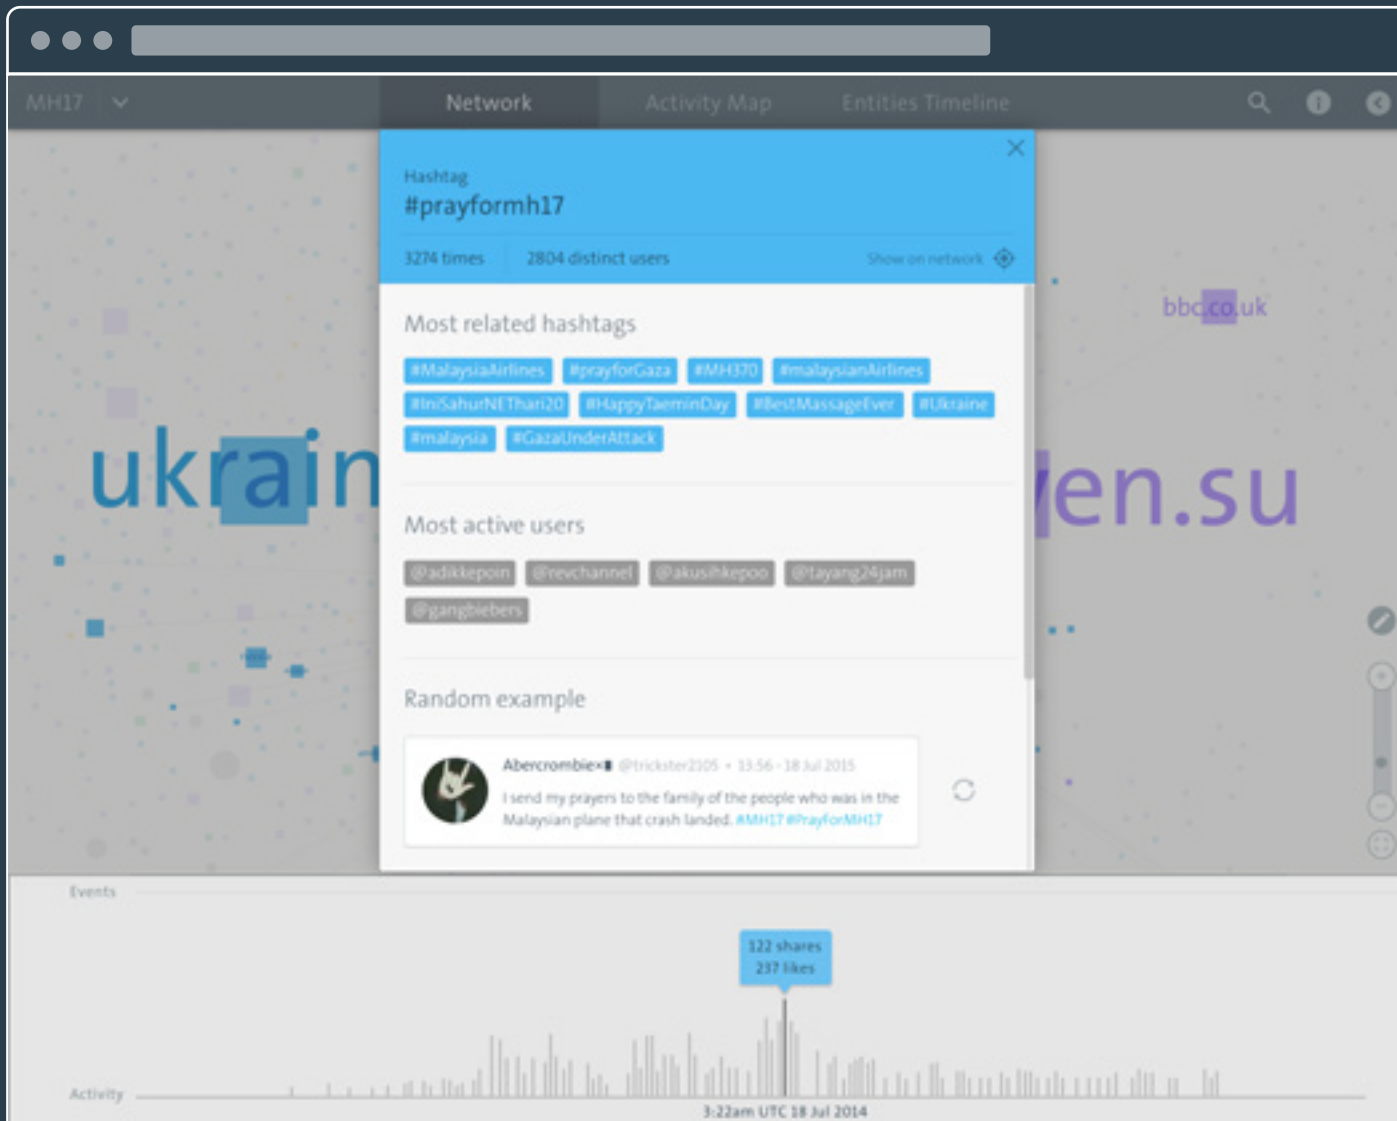 MH17
Network
Activity Map
Entities Timeline
Hashtag
#prayformh17
3274 times
2804 distinct users
Show on network
Most related hashtags
#MalaysiaAirlines #prayforGaza #MH370 #malaysianAirlines
#IniSahurNEThari20 #HappyTaeminDay #BestMassageEver #Ukraine
#malaysia #GazaUnderAttack
Most active users
@adikkepoin @revchannel @akusihkepoo @tayang24jam
@gangbiebers
Random example
Abercrombie @trickster2105 • 13:56 - 18 Jul 2015
I send my prayers to the family of the people who was in the
Malaysian plane that crash landed. #MH17 #PrayForMH17
bbc.co.uk
ukrain
en.su
Events
122 shares
237 likes
Activity
3:22am UTC 18 Jul 2014